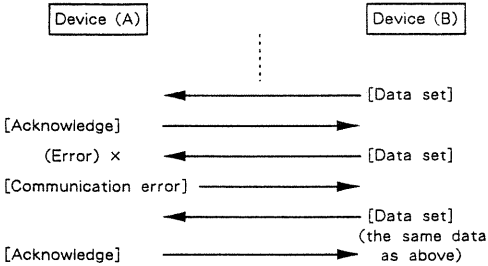 Device (A) Device (B)
[Data set]
[Acknowledge]
(Error) × [Data set]
[Communication error]
[Data set]
(the same data
[Acknowledge] as above)